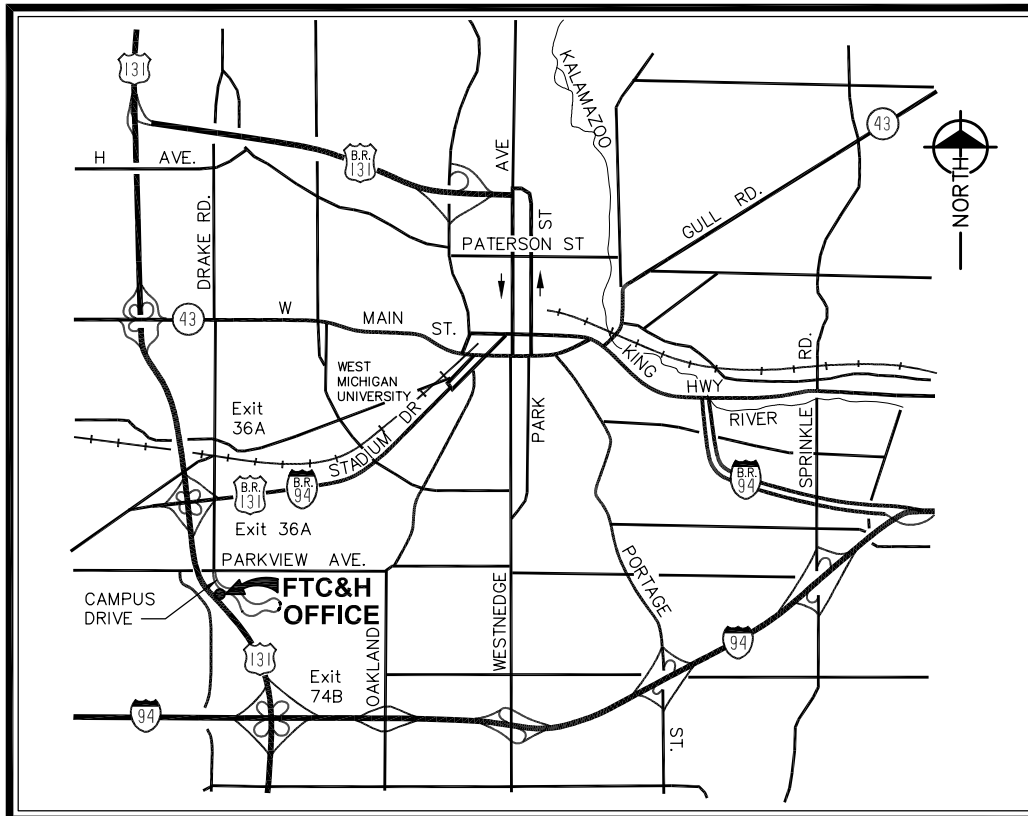 131
KALAMAZOO
43
H AVE.
B.R.
131
AVE
NORTH
GULL RD.
DRAKE RD.
ST
PATERSON ST
43
W MAIN ST.
KING HWY
RD.
WEST
MICHIGAN
UNIVERSITY
Exit
36A
STADIUM DR
PARK
RIVER
SPRINKLE
B.R.
131
B.R.
94
B.R.
94
Exit 36A
PARKVIEW AVE.
PORTAGE
CAMPUS
DRIVE
FTC&H
OFFICE
OAKLAND
WESTNEDGE
131
94
Exit
74B
94
ST.